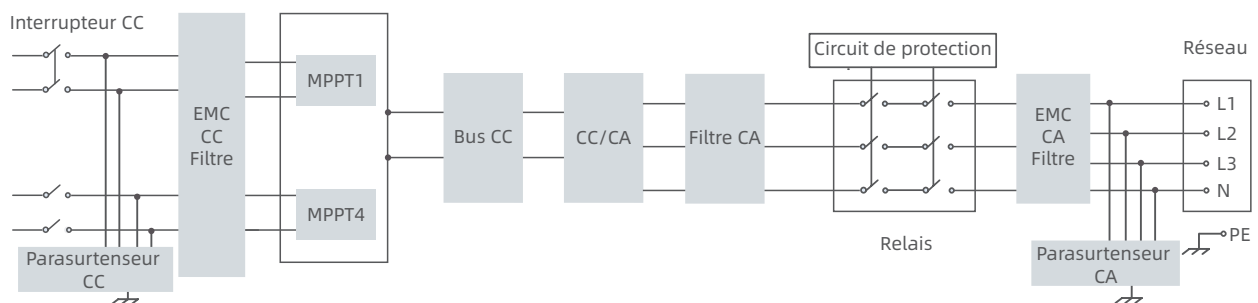 Interrupteur CC
Circuit de protection
Réseau
MPPT1
EMC
CC
Filtre
Bus CC
CC/CA
Filtre CA
EMC
CA
Filtre
L1
L2
L3
N
MPPT4
Relais
PE
Parasurtenseur
CC
Parasurtenseur
CA